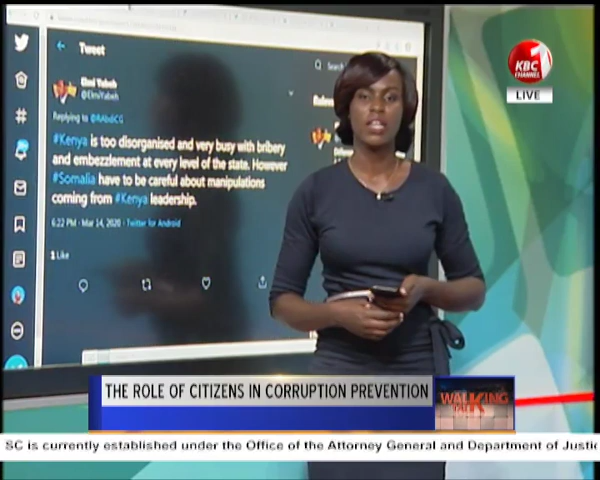 Tweet
Search
KBC
CHANNEL 1
LIVE
Elmi Yabeh
@ElmiYabeh
Replying to @RAbdiCG
#Kenya is too disorganised and very busy with bribery
and embezzlement at every level of the state. However
#Somalia have to be careful about manipulations
coming from #Kenya leadership.
6:22 PM · Mar 14, 2020 · Twitter for Android
1 Like
THE ROLE OF CITIZENS IN CORRUPTION PREVENTION
WALKING
TALK
SC is currently established under the Office of the Attorney General and Department of Justic